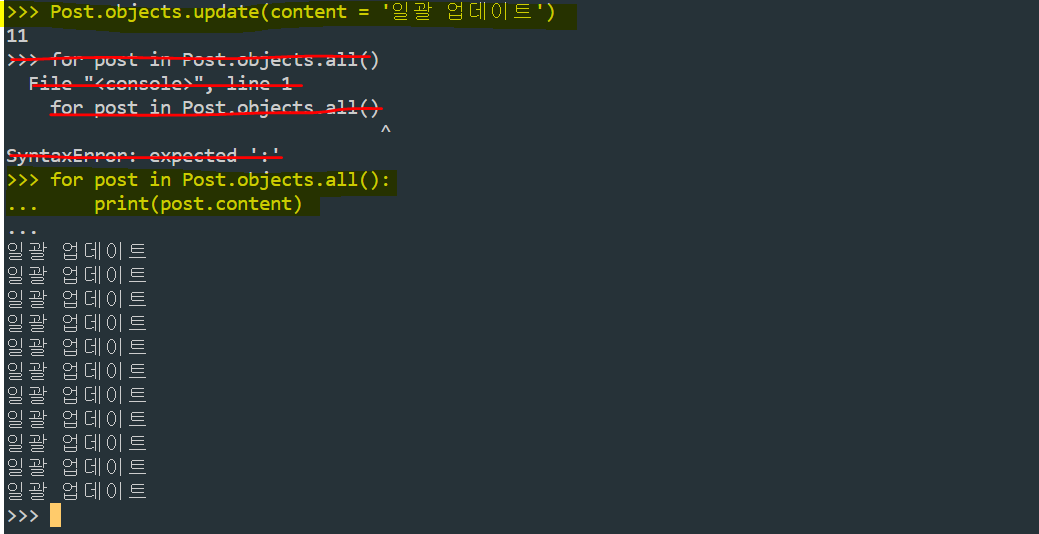 >>> Post.objects.update(content = '일괄 업데이트')
11
>>> for post in Post.objects.all()
  File "<console>", line 1
    for post in Post.objects.all()
                                  ^
SyntaxError: expected ':'
>>> for post in Post.objects.all():
...     print(post.content)
...
일괄 업데이트
일괄 업데이트
일괄 업데이트
일괄 업데이트
일괄 업데이트
일괄 업데이트
일괄 업데이트
일괄 업데이트
일괄 업데이트
일괄 업데이트
일괄 업데이트
>>>